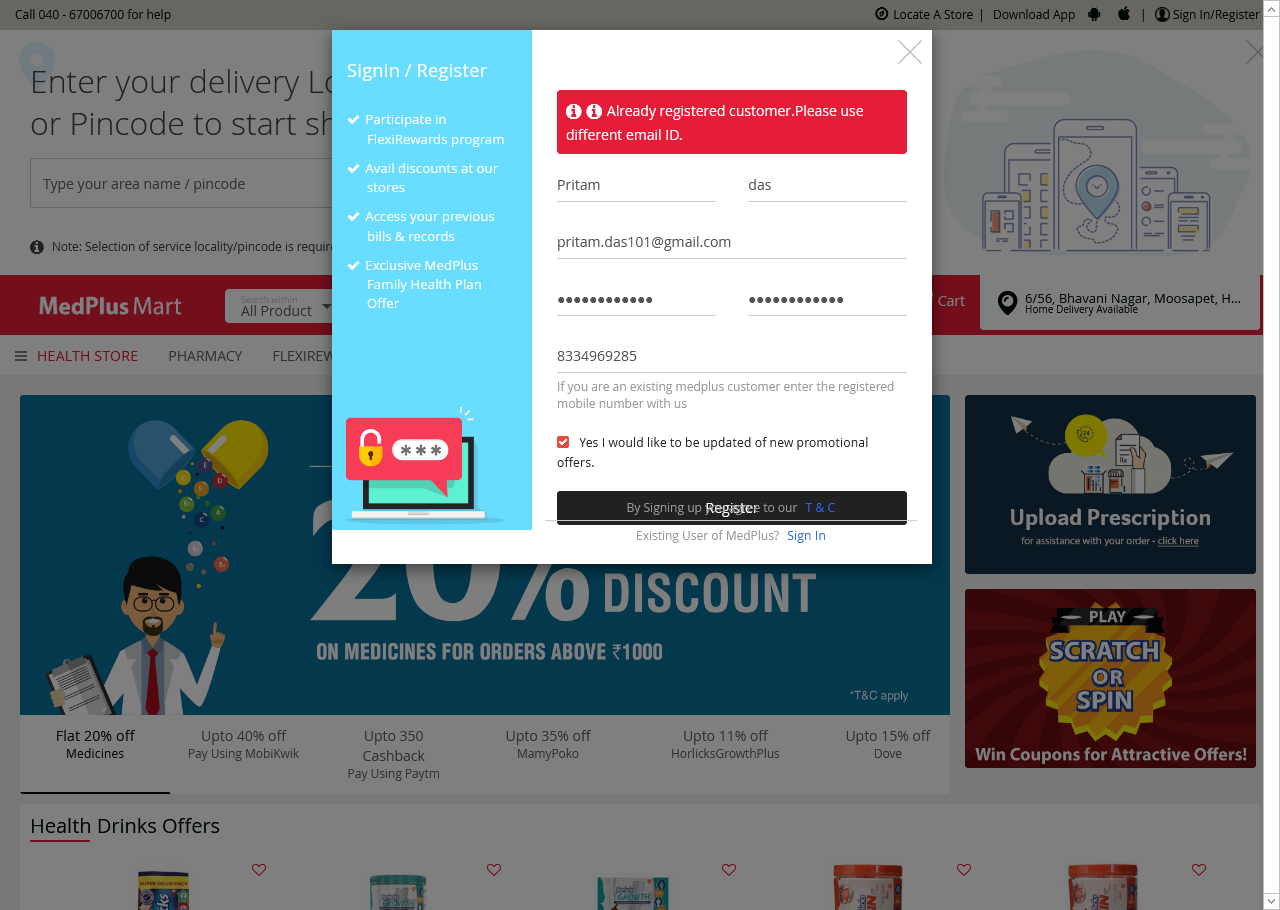 Call 040 - 67006700 for help
Locate A Store | Download App | Sign In/Register
Enter your delivery Lo
or Pincode to start sh
Type your area name / pincode
Note: Selection of service locality/pincode is require
Signin / Register
Participate in
FlexiRewards program
Avail discounts at our
stores
Access your previous
bills & records
Exclusive MedPlus
Family Health Plan
Offer
***
Already registered customer.Please use
different email ID.
Pritam das
pritam.das101@gmail.com
•••••••••••• ••••••••••••
8334969285
If you are an existing medplus customer enter the registered
mobile number with us
Yes I would like to be updated of new promotional
offers.
Register
By Signing up you agree to our T & C
Existing User of MedPlus? Sign In
MedPlus Mart
Search within
All Product
Cart
6/56, Bhavani Nagar, Moosapet, H...
Home Delivery Available
HEALTH STORE PHARMACY FLEXIREW
20% DISCOUNT
ON MEDICINES FOR ORDERS ABOVE ₹1000
*T&C apply
24
Rx
Upload Prescription
for assistance with your order - click here
PLAY
SCRATCH
OR
SPIN
Win Coupons for Attractive Offers!
Flat 20% off
Medicines
Upto 40% off
Pay Using MobiKwik
Upto 350
Cashback
Pay Using Paytm
Upto 35% off
MamyPoko
Upto 11% off
HorlicksGrowthPlus
Upto 15% off
Dove
Health Drinks Offers
SUPER VALUE PACK
GROWTH